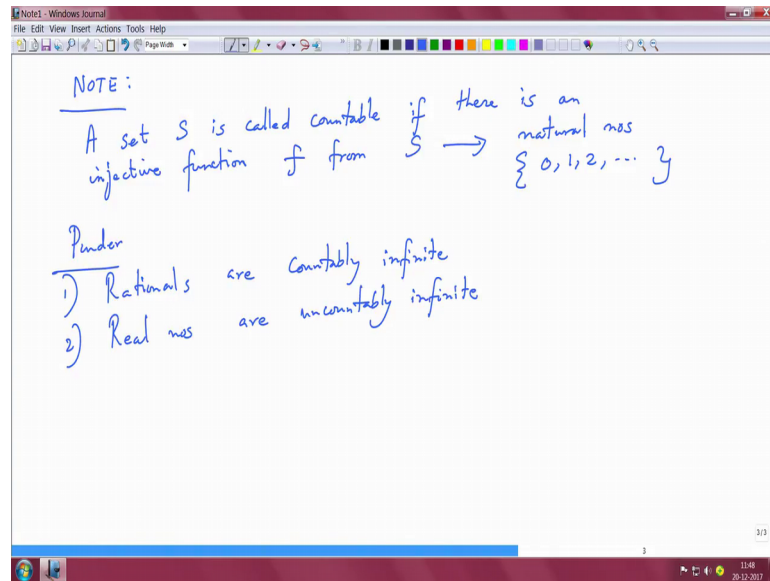 Note1 - Windows Journal
File Edit View Insert Actions Tools Help
Page Width
NOTE:
A set S is called countable if there is an
injective function f from S → natural nos
{ 0, 1, 2, ... }
Ponder
1) Rationals are countably infinite
2) Real nos are uncountably infinite
3/3
3
11:48
20-12-2017